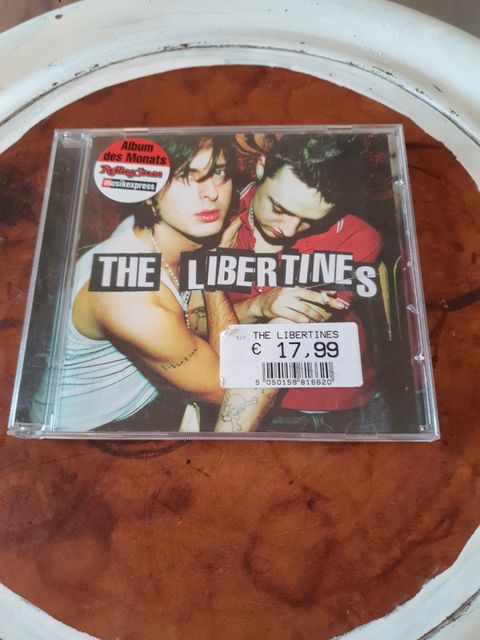 Album
des Monats
Rolling Stone
musikexpress
THE LIBERTINES
THE LIBERTINES
€ 17,99
5 050159 816620